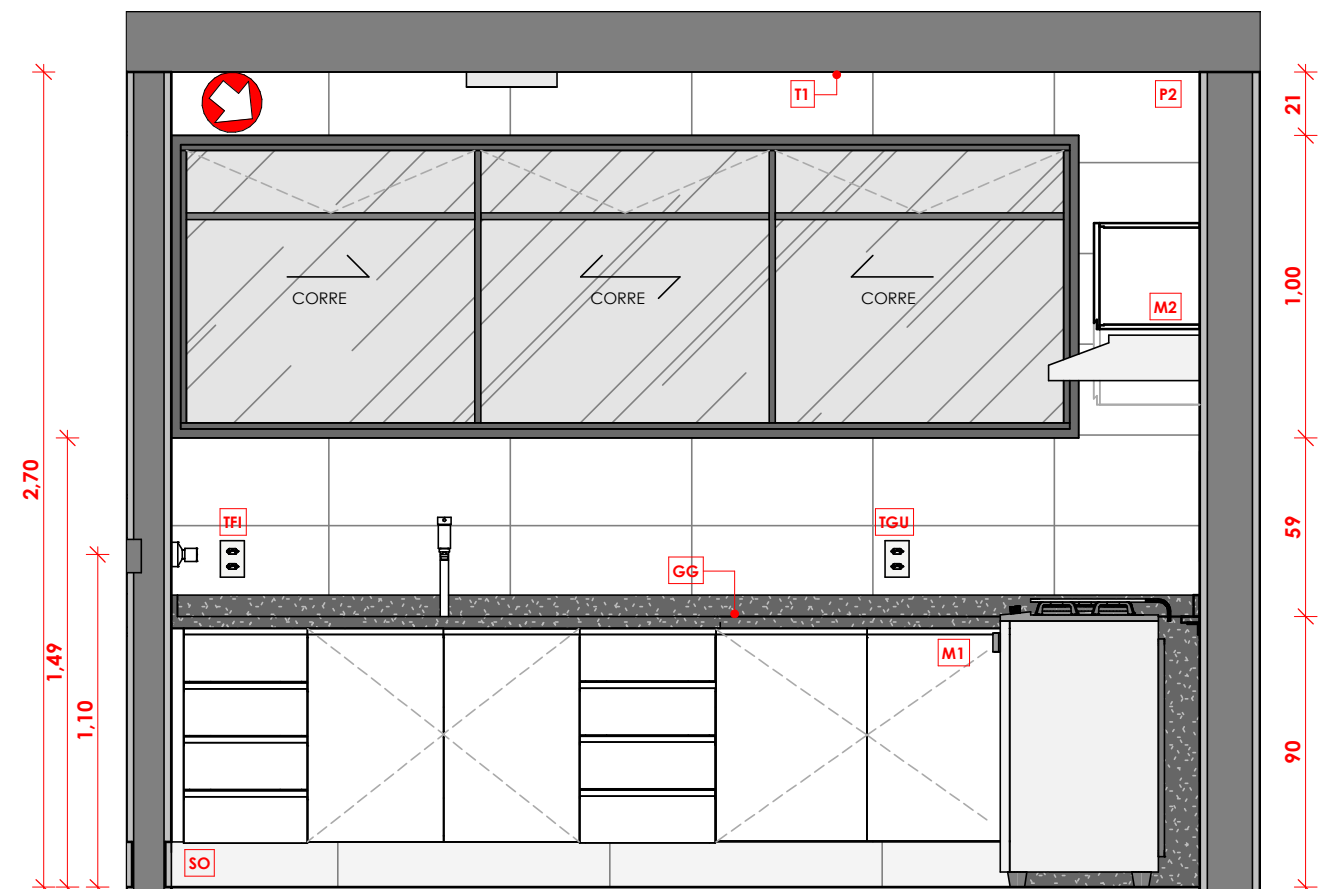 T1
P2
21
CORRE
CORRE
CORRE
M2
1,00
2,70
TFI
TGU
59
GG
M1
1,49
1,10
90
SO